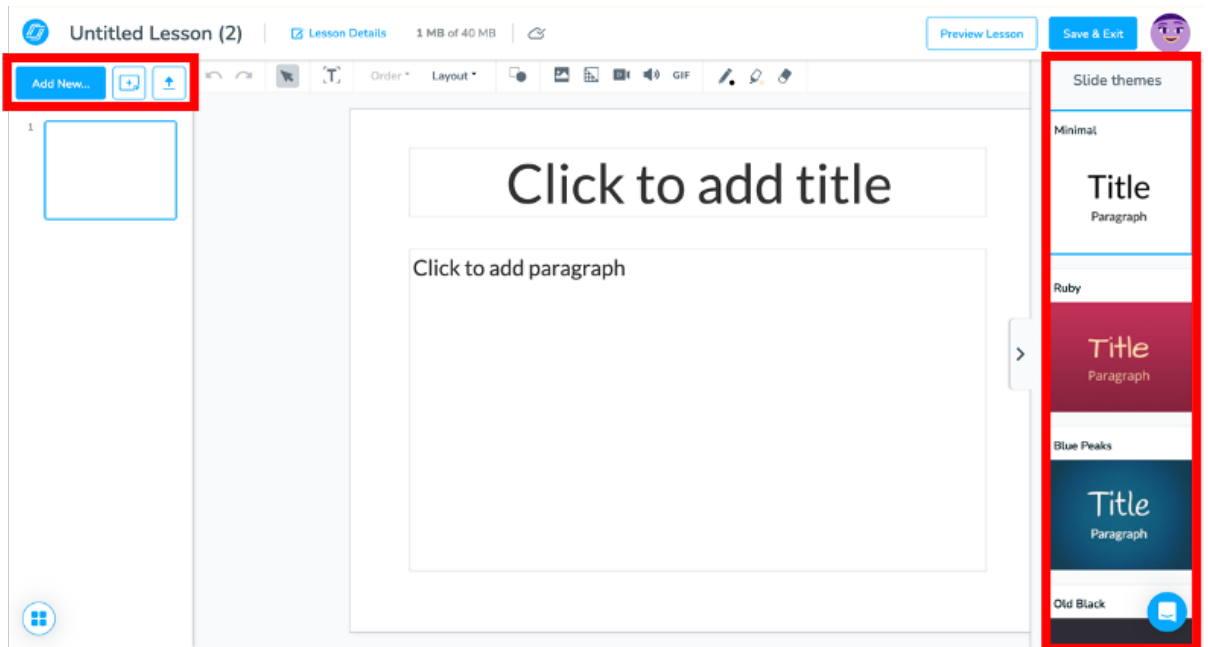 Untitled Lesson (2) Lesson Details 1 MB of 40 MB Preview Lesson Save & Exit
Add New... T Order Layout GIF
1
Click to add title
Click to add paragraph
Slide themes
Minimal
Title
Paragraph
Ruby
Title
Paragraph
Blue Peaks
Title
Paragraph
Old Black